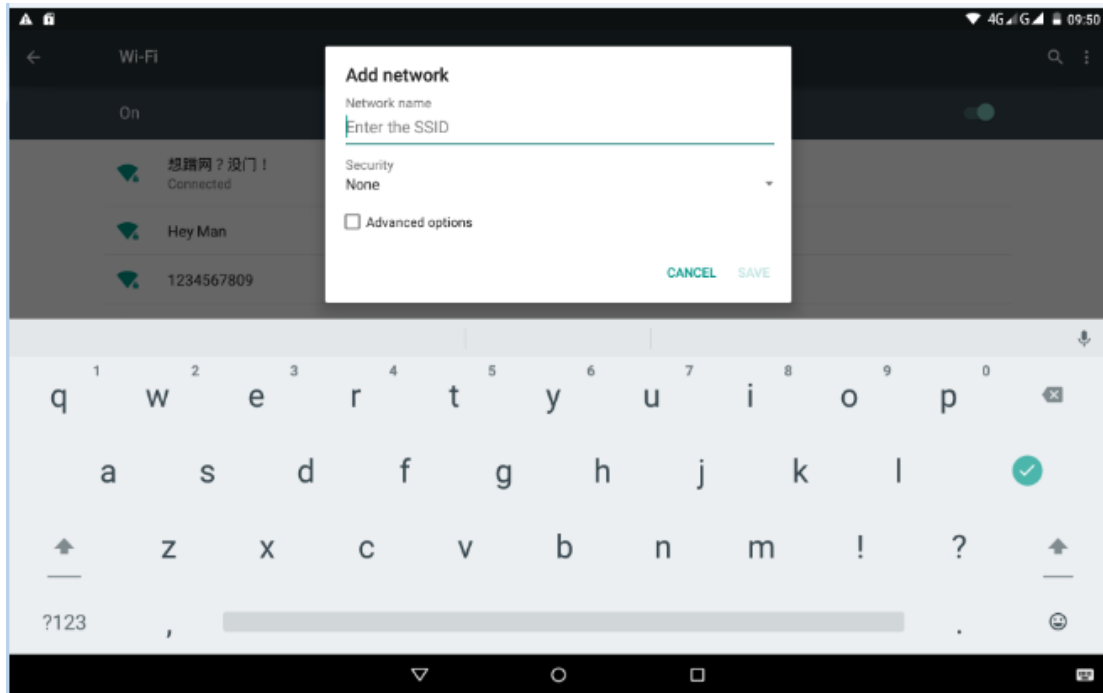 4G G 09:50
Wi-Fi
Add network
Network name
Enter the SSID
On
Security
None
想蹭网？没门！
Connected
Advanced options
Hey Man
CANCEL SAVE
1234567809
1 2 3 4 5 6 7 8 9 0
q w e r t y u i o p
a s d f g h j k l
z x c v b n m ! ?
?123 , .